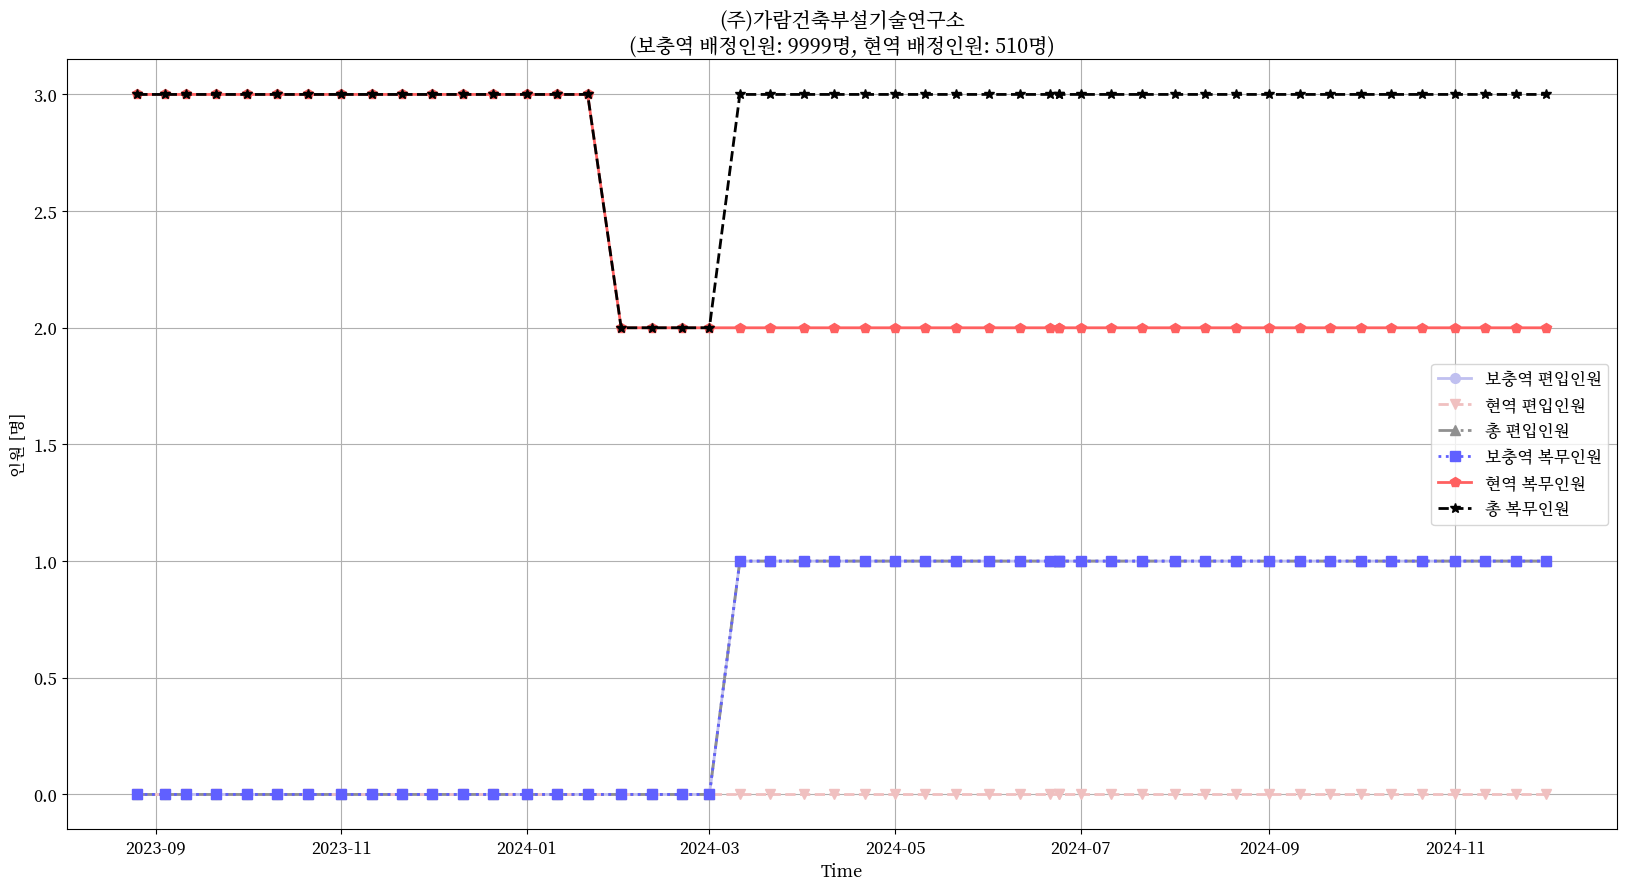 (주)가람건축부설기술연구소
(보충역 배정인원: 9999명, 현역 배정인원: 510명)
인원 [명]
3.0
2.5
2.0
1.5
1.0
0.5
0.0
보충역 편입인원
현역 편입인원
총 편입인원
보충역 복무인원
현역 복무인원
총 복무인원
2023-09 2023-11 2024-01 2024-03 2024-05 2024-07 2024-09 2024-11
Time